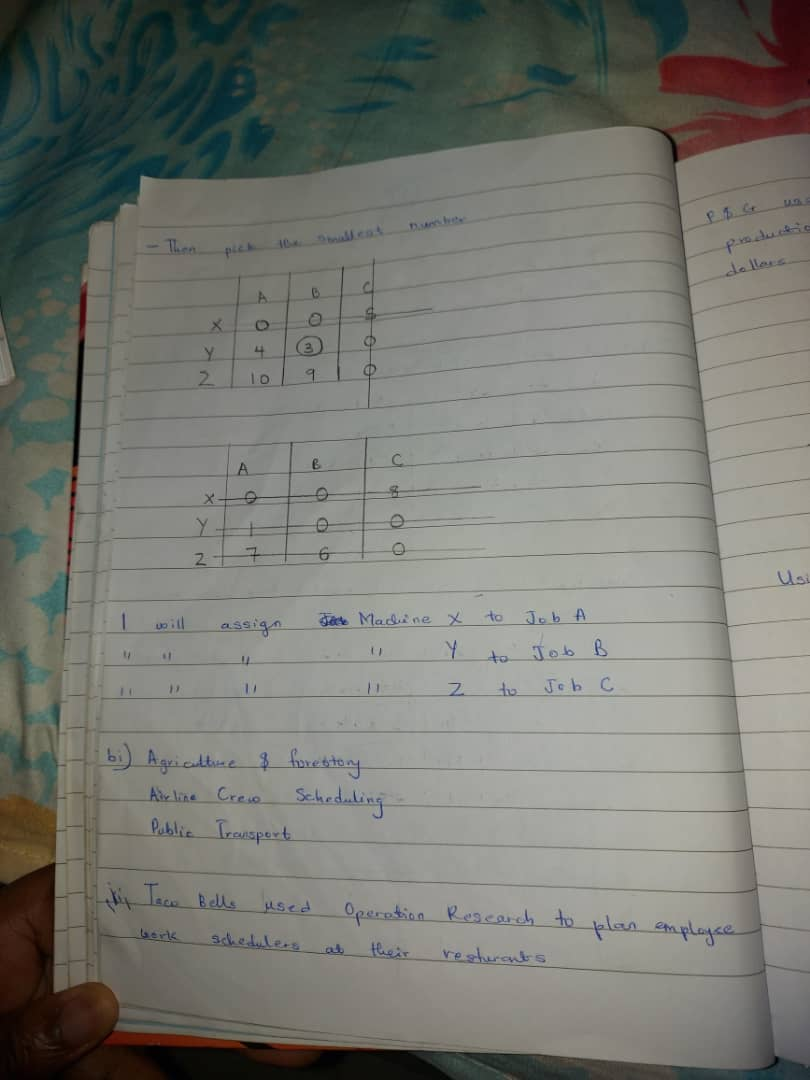 - Then pick the smallest number
A B C
X 0 0 5
Y 4 3 0
Z 10 9 0
A B C
X 0 0 8
Y 1 0 0
Z 7 6 0
I will assign Machine X to Job A
" " " " Y to Job B
" " " " Z to Job C
bi) Agriculture & forestory
Airline Crew Scheduling
Public Transport
ii) Taco Bells used Operation Research to plan employee
work schedulers at their resturants
P & G
productio
dollars
Usi